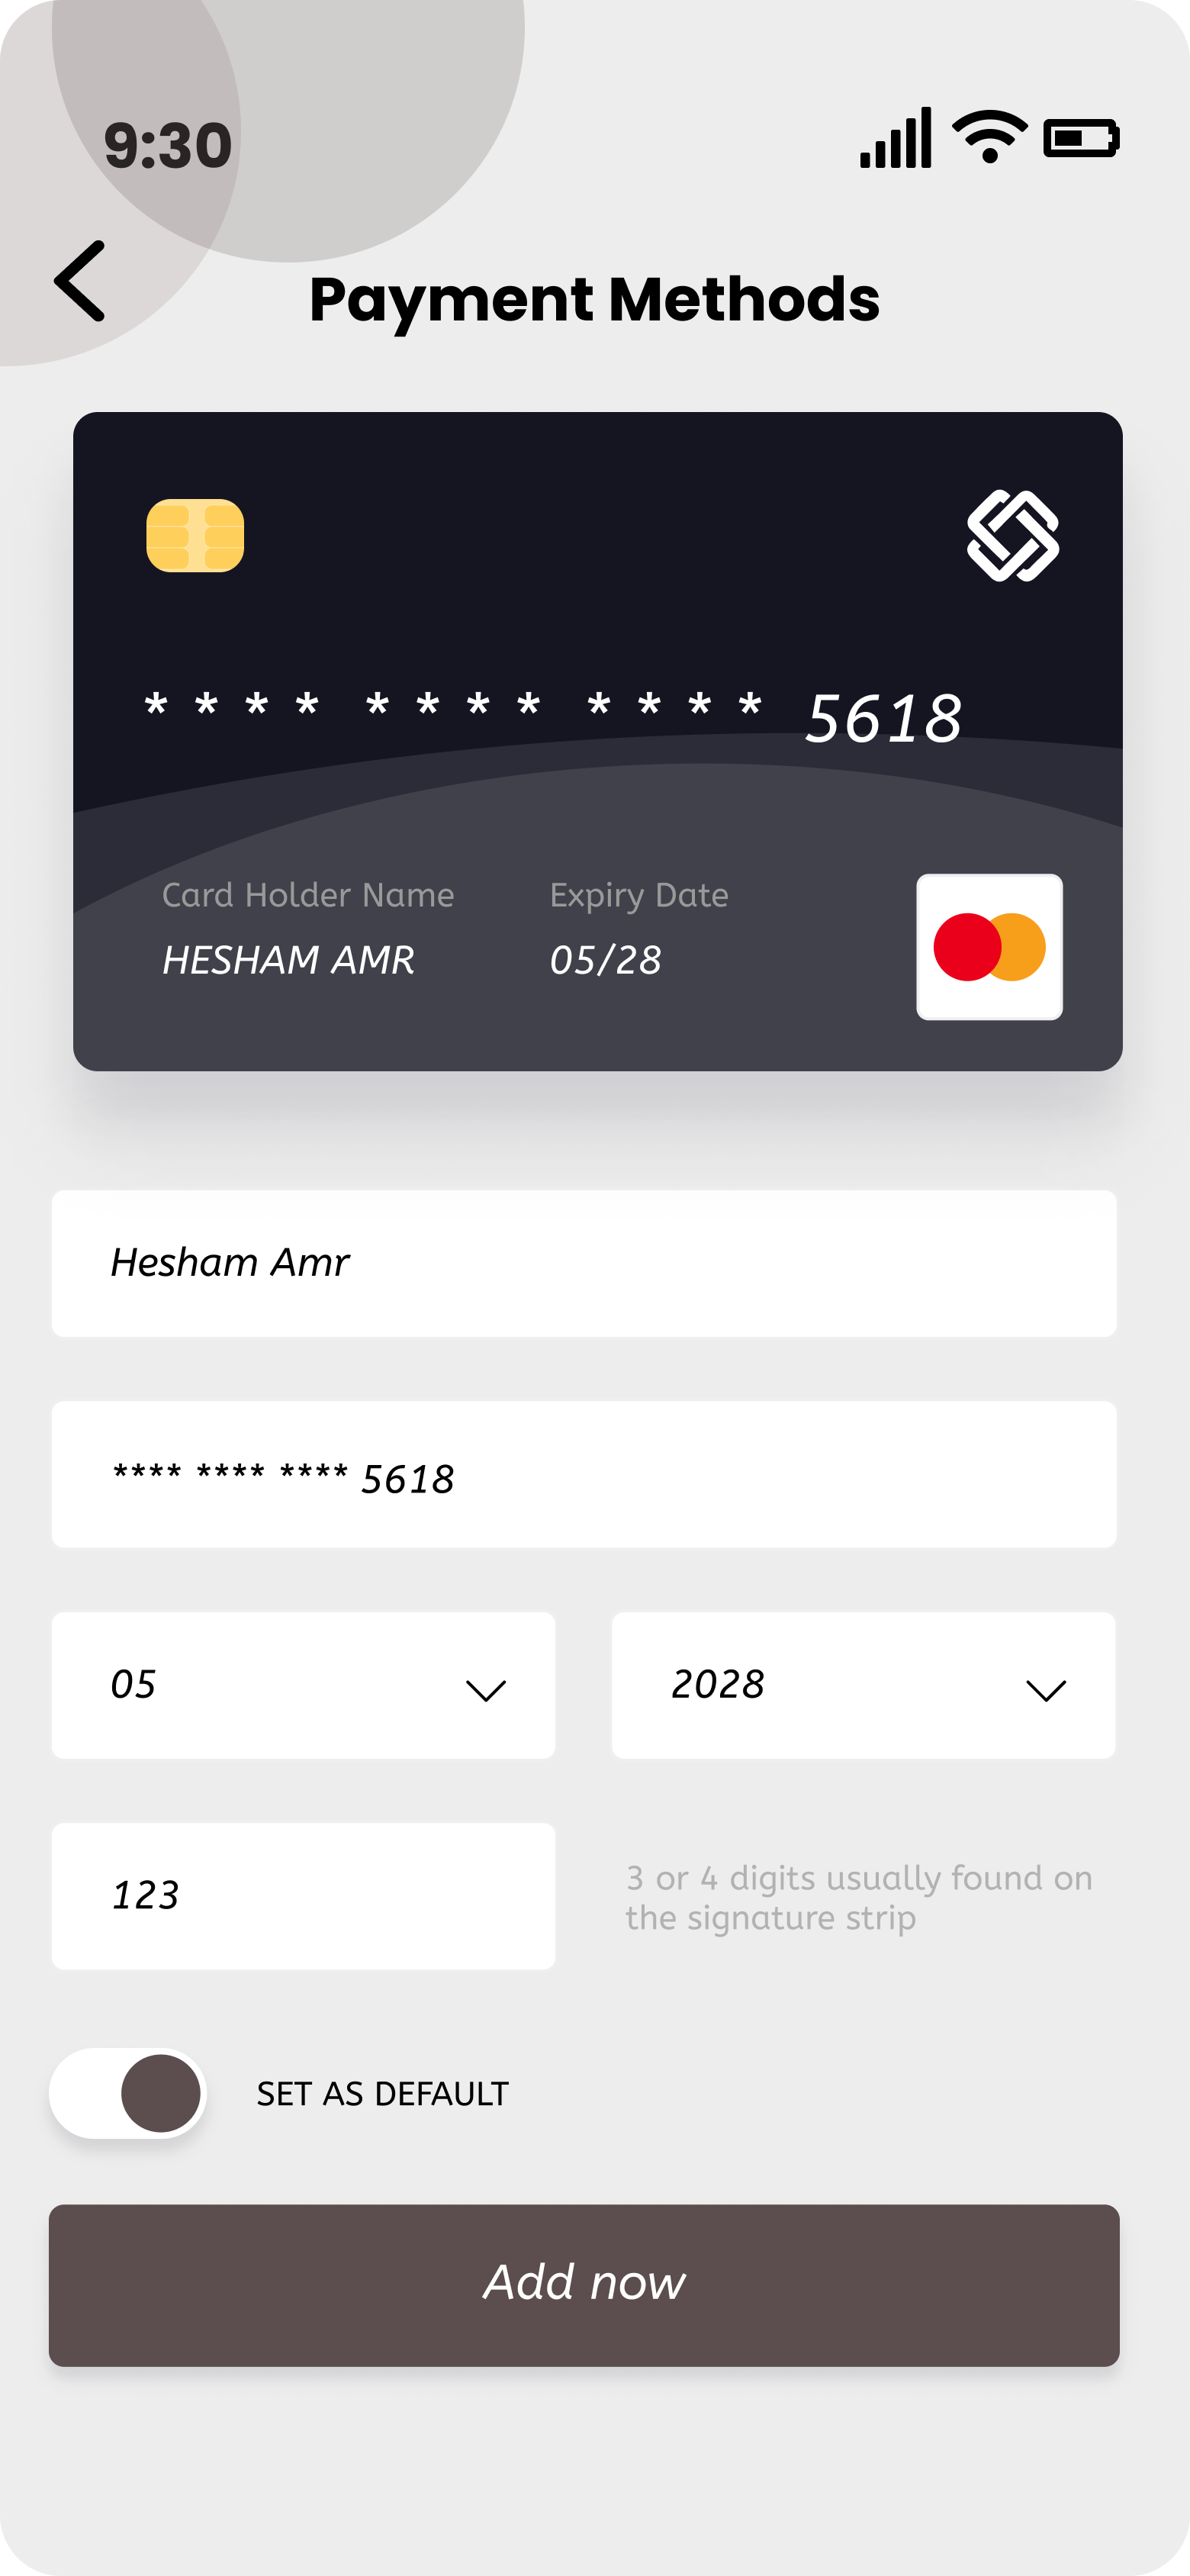 9:30
Payment Methods
* * * * * * * * * * * * 5618
Card Holder Name Expiry Date
HESHAM AMR 05/28
Hesham Amr
**** **** **** 5618
05 2028
123
3 or 4 digits usually found on
the signature strip
SET AS DEFAULT
Add now